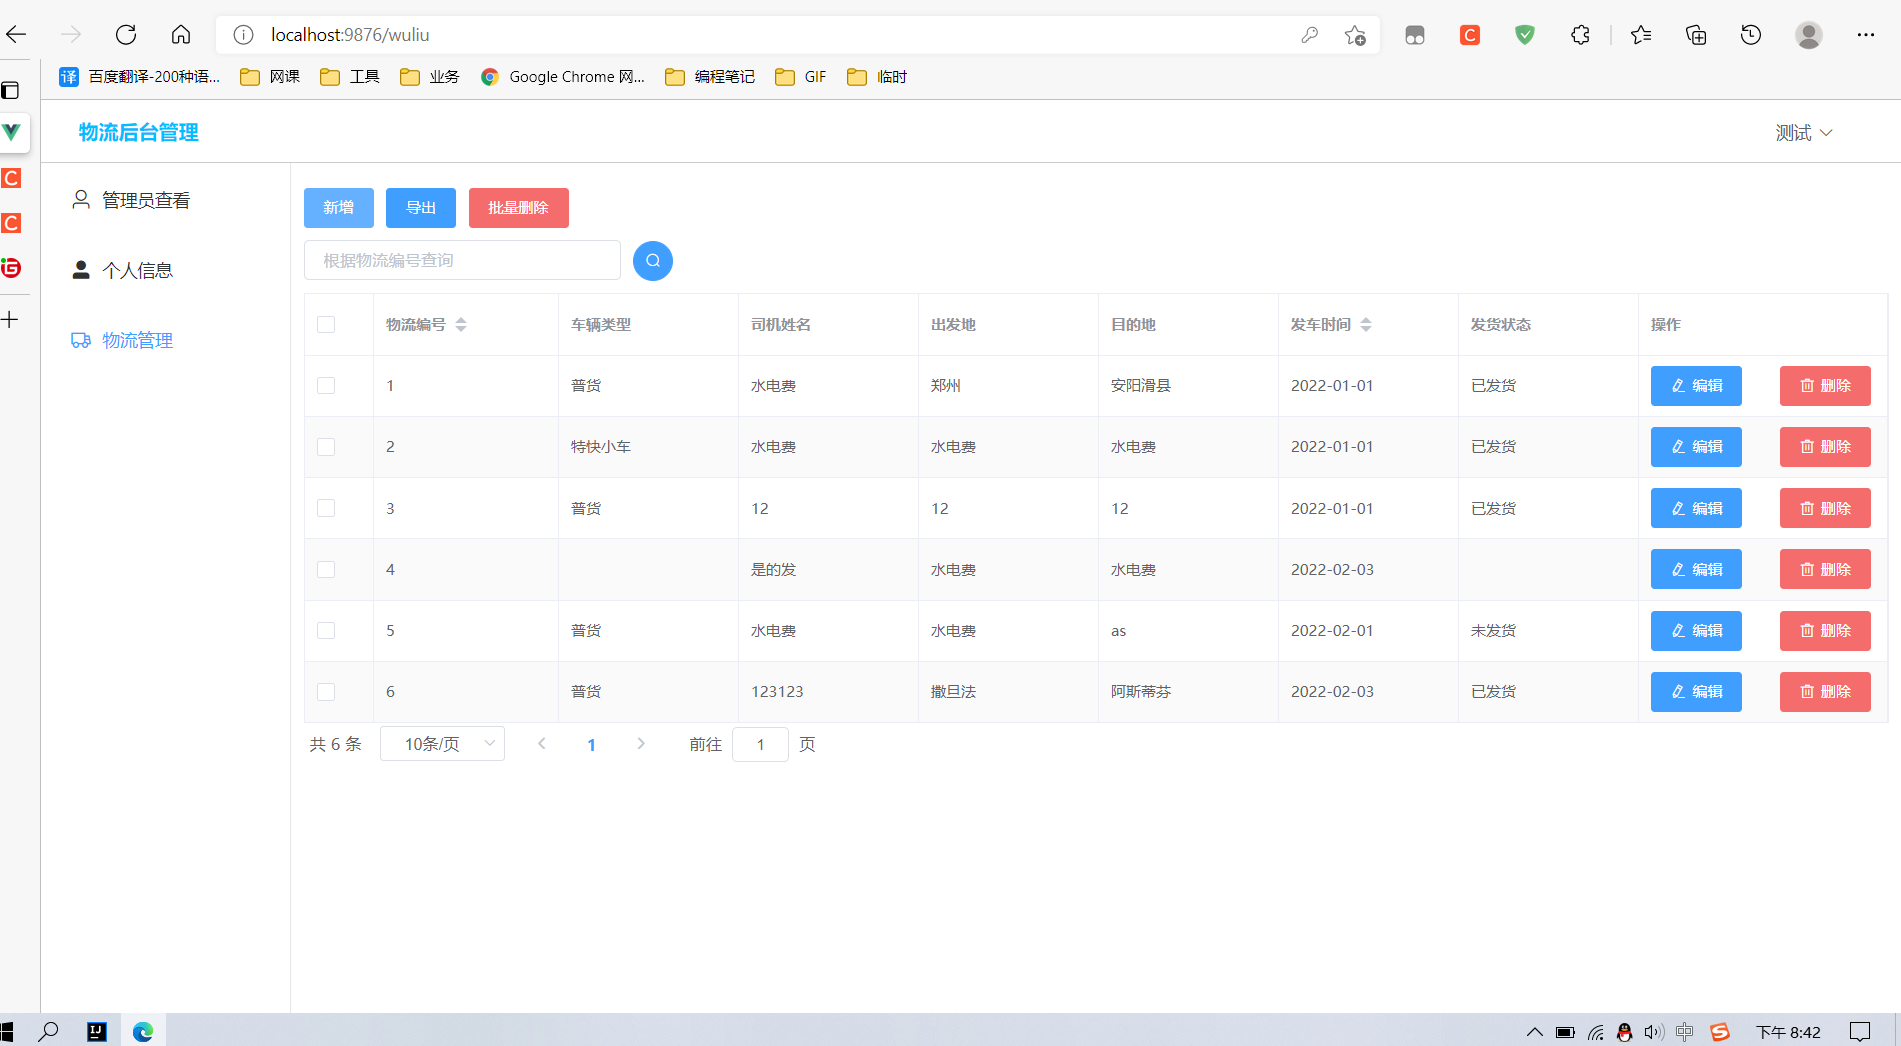 localhost:9876/wuliu
译 百度翻译-200种语... 网课 工具 业务 Google Chrome 网... 编程笔记 GIF 临时
物流后台管理 测试
管理员查看
个人信息
物流管理
新增 导出 批量删除
根据物流编号查询
物流编号 车辆类型 司机姓名 出发地 目的地 发车时间 发货状态 操作
1 普货 水电费 郑州 安阳滑县 2022-01-01 已发货 编辑 删除
2 特快小车 水电费 水电费 水电费 2022-01-01 已发货 编辑 删除
3 普货 12 12 12 2022-01-01 已发货 编辑 删除
4 是的发 水电费 水电费 2022-02-03 编辑 删除
5 普货 水电费 水电费 as 2022-02-01 未发货 编辑 删除
6 普货 123123 撒旦法 阿斯蒂芬 2022-02-03 已发货 编辑 删除
共 6 条 10条/页 1 前往 1 页
中 下午 8:42